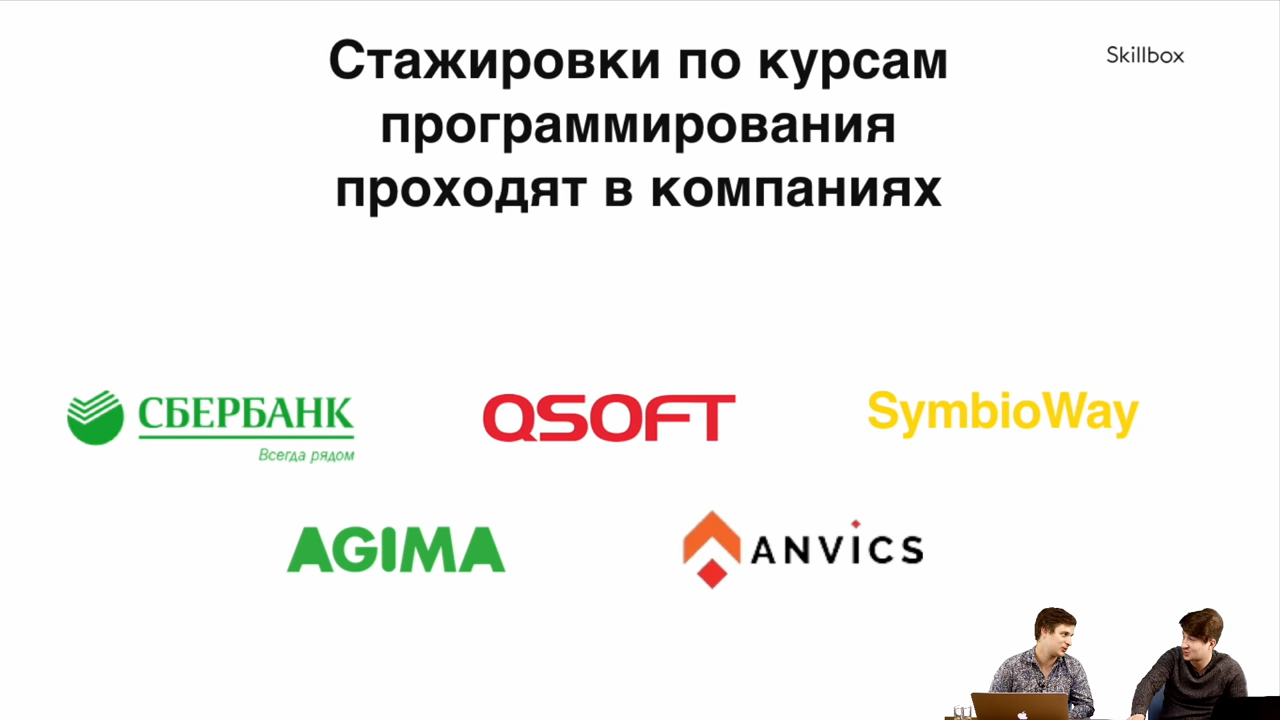 Стажировки по курсам
программирования
проходят в компаниях
Skillbox
СБЕРБАНК
Всегда рядом
QSOFT
SymbioWay
AGIMA
ANVICS